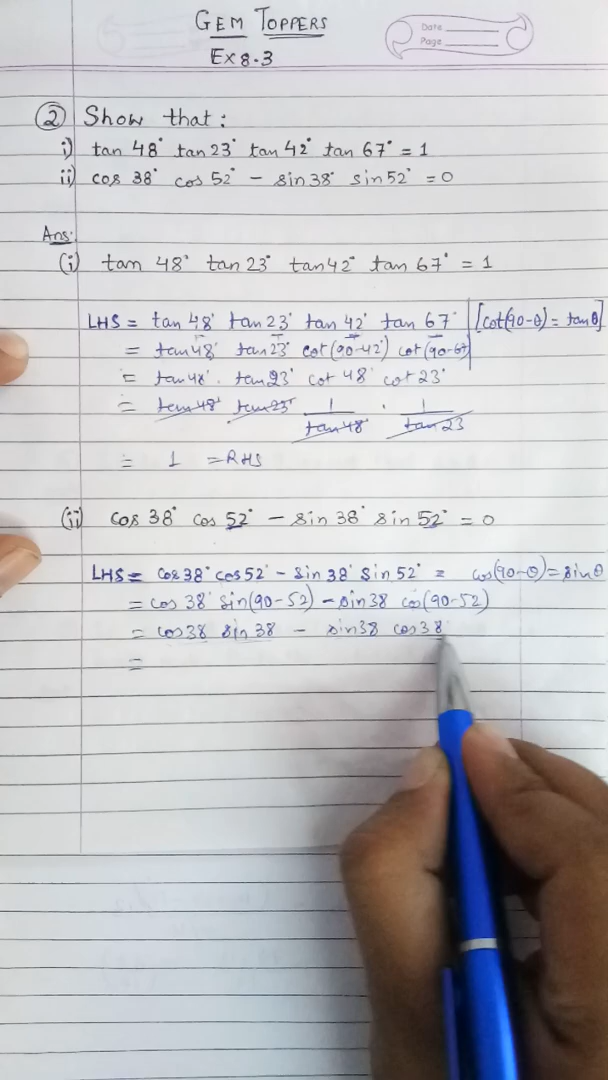 GEM TOPPERS
Date
Page
Ex 8.3
② Show that :
i) tan 48° tan 23° tan 42° tan 67° = 1
ii) cos 38° cos 52° - sin 38° sin 52° = 0
Ans:
(i) tan 48° tan 23° tan 42° tan 67° = 1
LHS = tan 48° tan 23° tan 42° tan 67° [cot(90-θ) = tan θ]
= tan 48° tan 23° cot (90-42°) cot (90-67)
= tan 48° . tan 23° cot 48° cot 23°
= tan 48° . tan 23° 1/tan 48° . 1/tan 23
= 1 = RHS
(ii) cos 38° cos 52° - sin 38° sin 52° = 0
LHS = cos 38° cos 52° - sin 38° sin 52° = cos(90-θ) = sin θ
= cos 38° sin(90-52) - sin 38 cos(90-52)
= cos 38 sin 38 - sin 38 cos 38
=